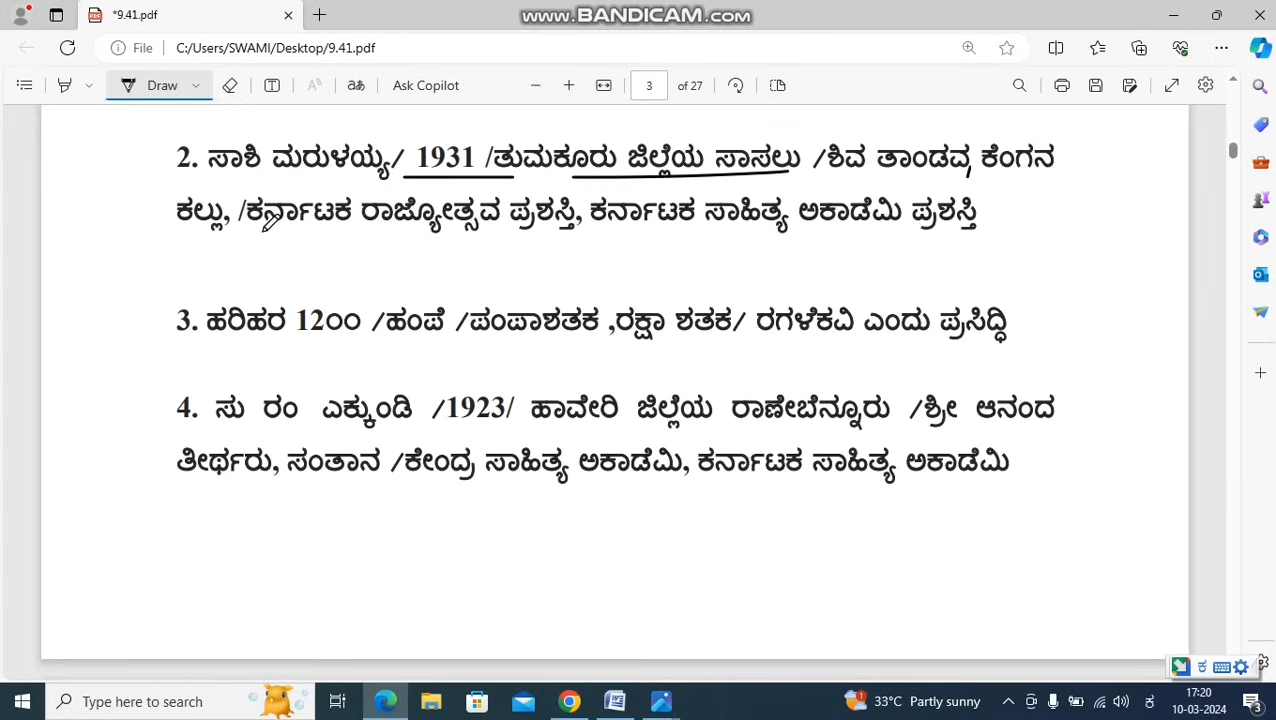 *9.41.pdf
www.BANDICAM.com
File C:/Users/SWAMI/Desktop/9.41.pdf
Draw Ask Copilot 3 of 27
2. ಸಾಶಿ ಮರುಳಯ್ಯ/ 1931 /ತುಮಕೂರು ಜಿಲ್ಲೆಯ ಸಾಸಲು /ಶಿವ ತಾಂಡವ, ಕೆಂಗನ
ಕಲ್ಲು, /ಕರ್ನಾಟಕ ರಾಜ್ಯೋತ್ಸವ ಪ್ರಶಸ್ತಿ, ಕರ್ನಾಟಕ ಸಾಹಿತ್ಯ ಅಕಾಡೆಮಿ ಪ್ರಶಸ್ತಿ
3. ಹರಿಹರ 12೦೦ /ಹಂಪೆ /ಪಂಪಾಶತಕ ,ರಕ್ಷಾ ಶತಕ/ ರಗಳೆಕವಿ ಎಂದು ಪ್ರಸಿದ್ಧಿ
4. ಸು ರಂ ಎಕ್ಕುಂಡಿ /1923/ ಹಾವೇರಿ ಜಿಲ್ಲೆಯ ರಾಣೇಬೆನ್ನೂರು /ಶ್ರೀ ಆನಂದ
ತೀರ್ಥರು, ಸಂತಾನ /ಕೇಂದ್ರ ಸಾಹಿತ್ಯ ಅಕಾಡೆಮಿ, ಕರ್ನಾಟಕ ಸಾಹಿತ್ಯ ಅಕಾಡೆಮಿ
Type here to search 33°C Partly sunny ಕ 17:20
10-03-2024